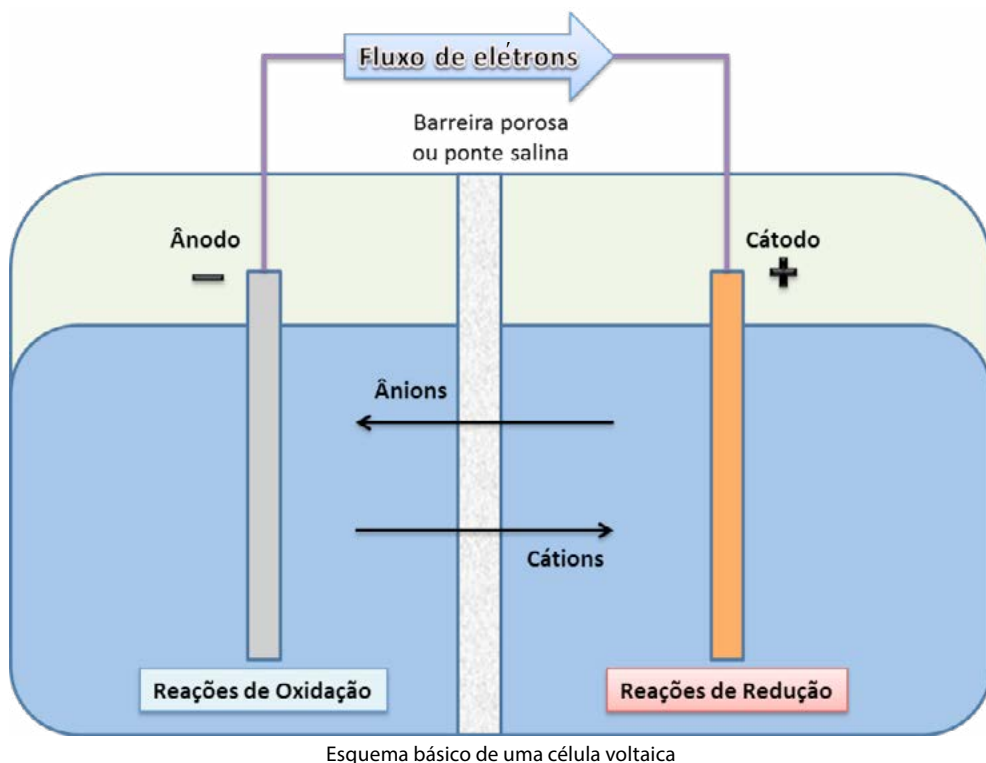 Fluxo de elétrons
Barreira porosa
ou ponte salina
Ânodo
−
Cátodo
+
Ânions
Cátions
Reações de Oxidação
Reações de Redução
Esquema básico de uma célula voltaica